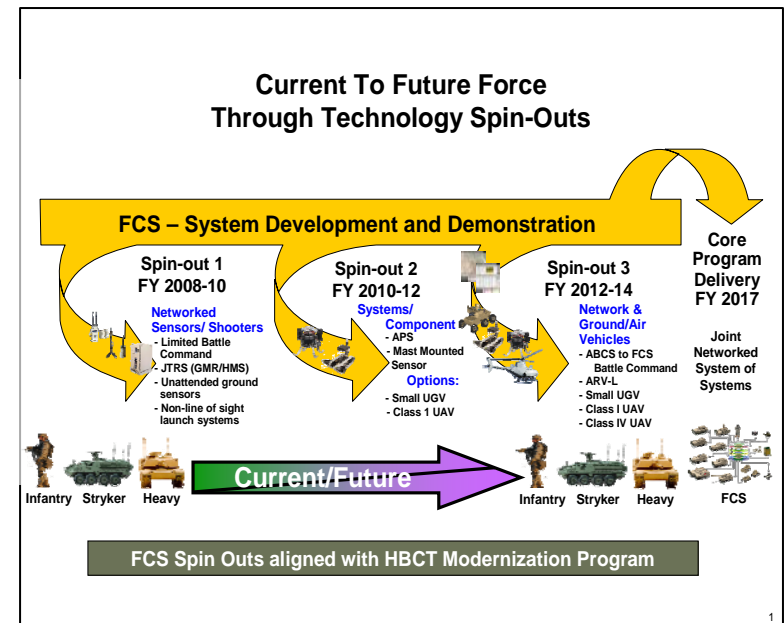 Current To Future Force
Through Technology Spin-Outs
FCS – System Development and Demonstration
Spin-out 1
FY 2008-10
Networked
Sensors/ Shooters
- Limited Battle
Command
- JTRS (GMR/HMS)
- Unattended ground
sensors
- Non-line of sight
launch systems
Spin-out 2
FY 2010-12
Systems/
Component
- APS
- Mast Mounted
Sensor
Options:
- Small UGV
- Class 1 UAV
Spin-out 3
FY 2012-14
Network &
Ground/Air
Vehicles
- ABCS to FCS
Battle Command
- ARV-L
- Small UGV
- Class I UAV
- Class IV UAV
Core
Program
Delivery
FY 2017
Joint
Networked
System of
Systems
Infantry Stryker Heavy
Current/Future
Infantry Stryker Heavy
FCS
FCS Spin Outs aligned with HBCT Modernization Program
1